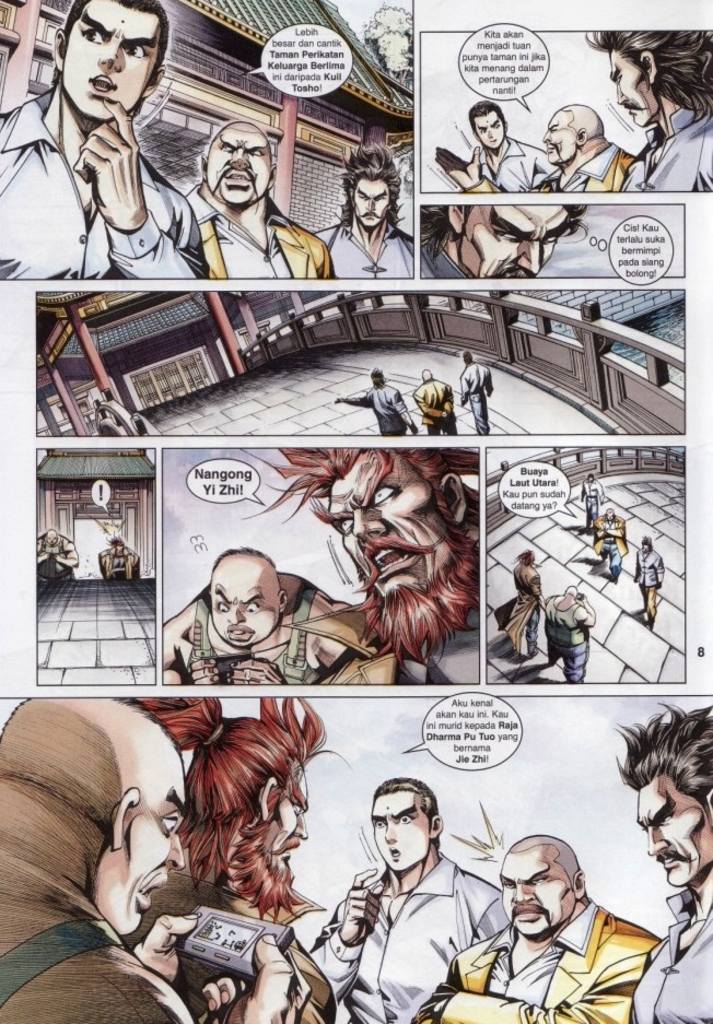 Lebih
besar dan cantik
Taman Perikatan
Keluarga Berlima
ini daripada Kuil
Tosho!
Kita akan
menjadi tuan
punya taman ini jika
kita menang dalam
pertarungan
nanti!
Cis! Kau
terlalu suka
bermimpi
pada siang
bolong!
!
Nangong
Yi Zhi!
Buaya
Laut Utara!
Kau pun sudah
datang ya?
8
Aku kenal
akan kau ini. Kau
ini murid kepada Raja
Dharma Pu Tuo yang
bernama
Jie Zhi!